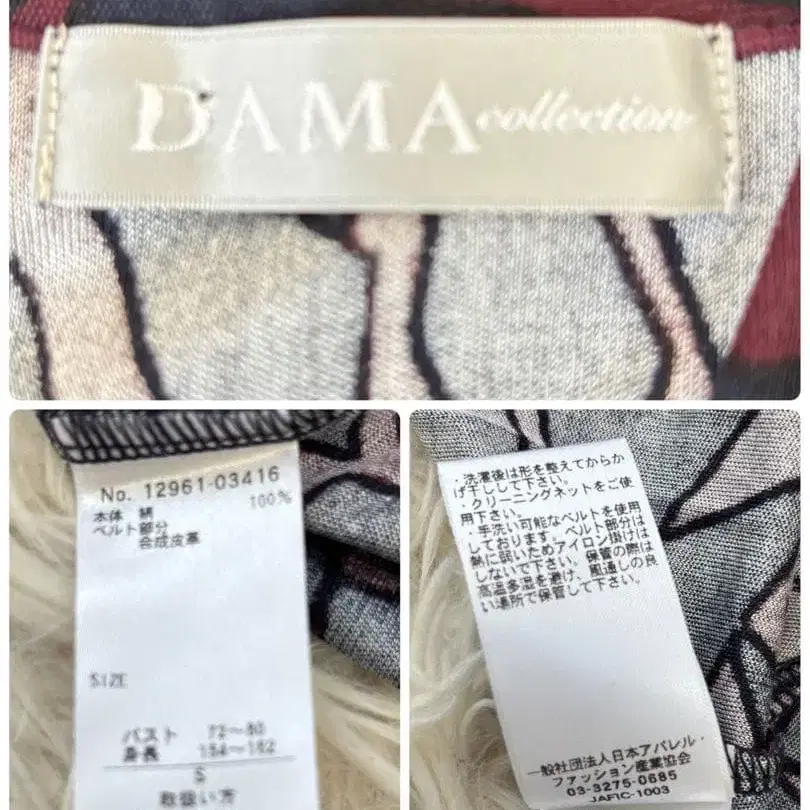 DAMA collection
No. 12961-03416
本体 絹 100%
ベルト部分
合成皮革
SIZE
バスト 72〜80
身長 154〜162
S
取扱い方
・洗濯後は形を整えてからか
げ干しして下さい。
・クリーニングネットをご使
用下さい。
・手洗い可能なベルトを使用
しております。ベルト部分は
熱に弱いためアイロン掛けは
しないで下さい。保管の際は
高温多湿を避け、風通しの良
い場所で保管して下さい。
一般社団法人日本アパレル・
ファッション産業協会
03-3275-0685
JAFIC-1003